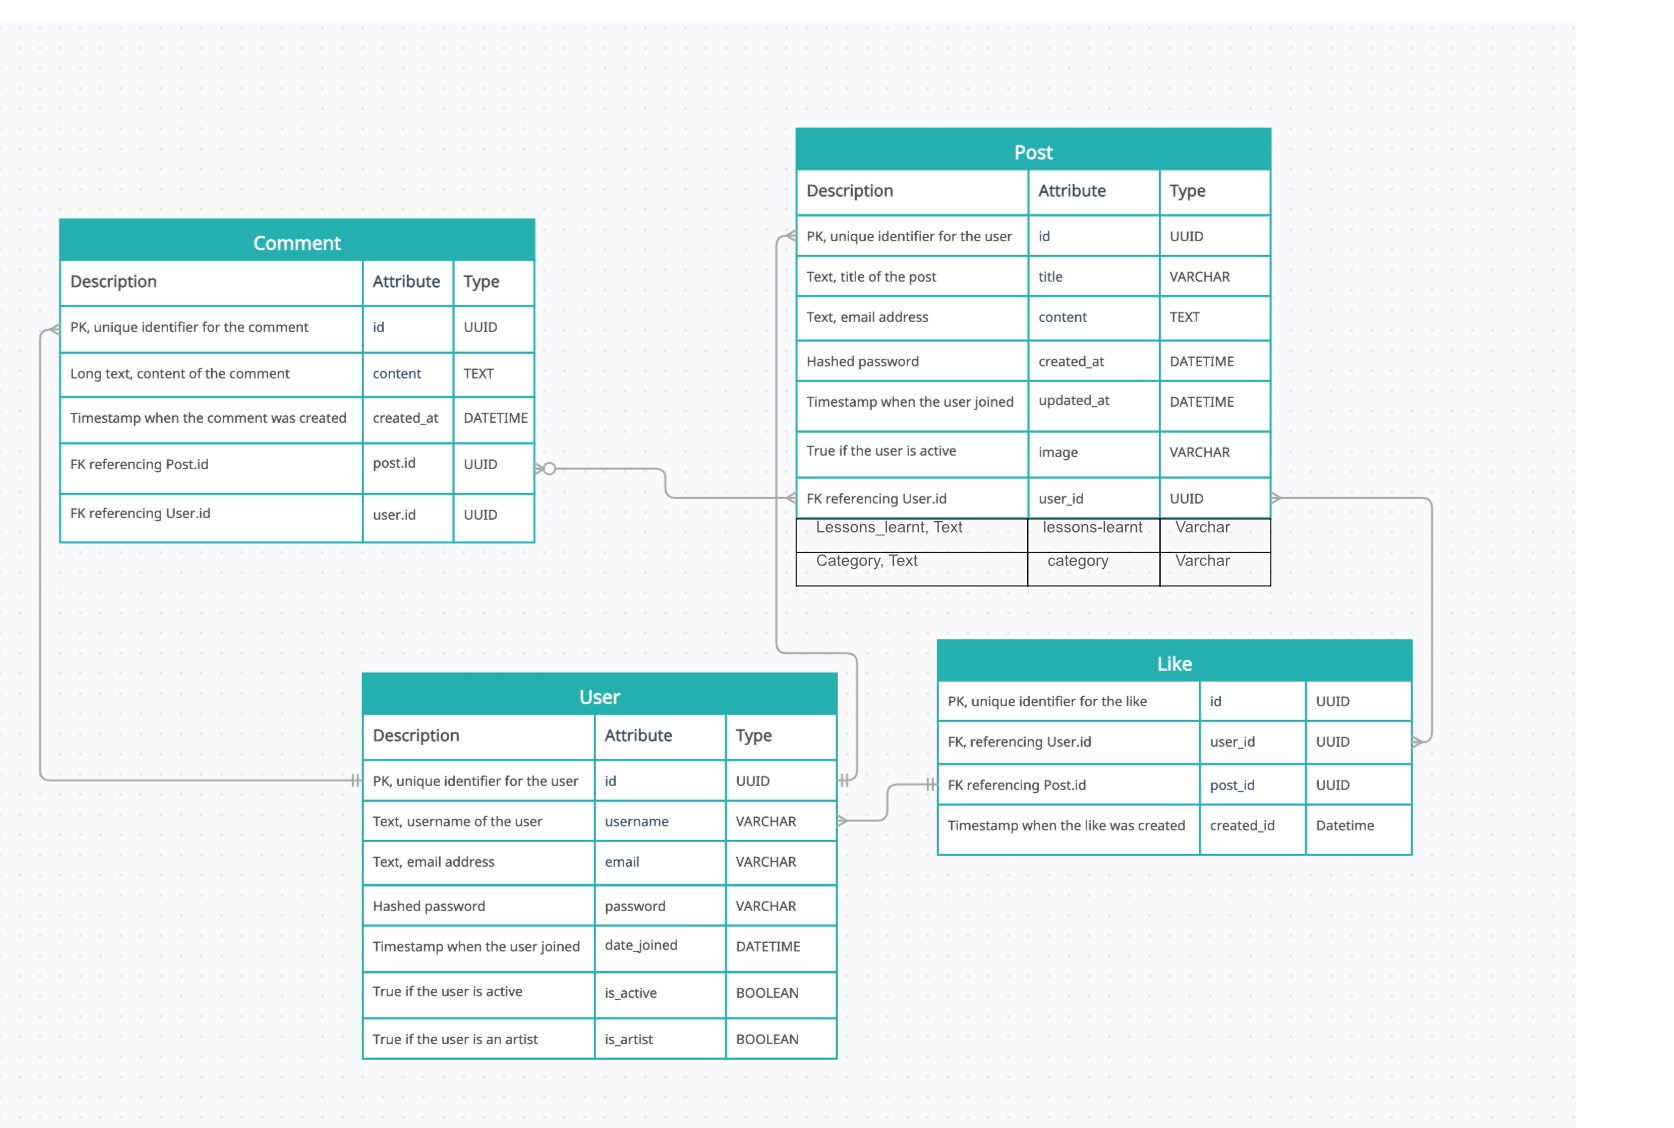 Post
Description Attribute Type
PK, unique identifier for the user id UUID
Text, title of the post title VARCHAR
Text, email address content TEXT
Hashed password created_at DATETIME
Timestamp when the user joined updated_at DATETIME
True if the user is active image VARCHAR
FK referencing User.id user_id UUID
Lessons_learnt, Text lessons-learnt Varchar
Category, Text category Varchar
Comment
Description Attribute Type
PK, unique identifier for the comment id UUID
Long text, content of the comment content TEXT
Timestamp when the comment was created created_at DATETIME
FK referencing Post.id post.id UUID
FK referencing User.id user.id UUID
User
Description Attribute Type
PK, unique identifier for the user id UUID
Text, username of the user username VARCHAR
Text, email address email VARCHAR
Hashed password password VARCHAR
Timestamp when the user joined date_joined DATETIME
True if the user is active is_active BOOLEAN
True if the user is an artist is_artist BOOLEAN
Like
PK, unique identifier for the like id UUID
FK, referencing User.id user_id UUID
FK referencing Post.id post_id UUID
Timestamp when the like was created created_id Datetime